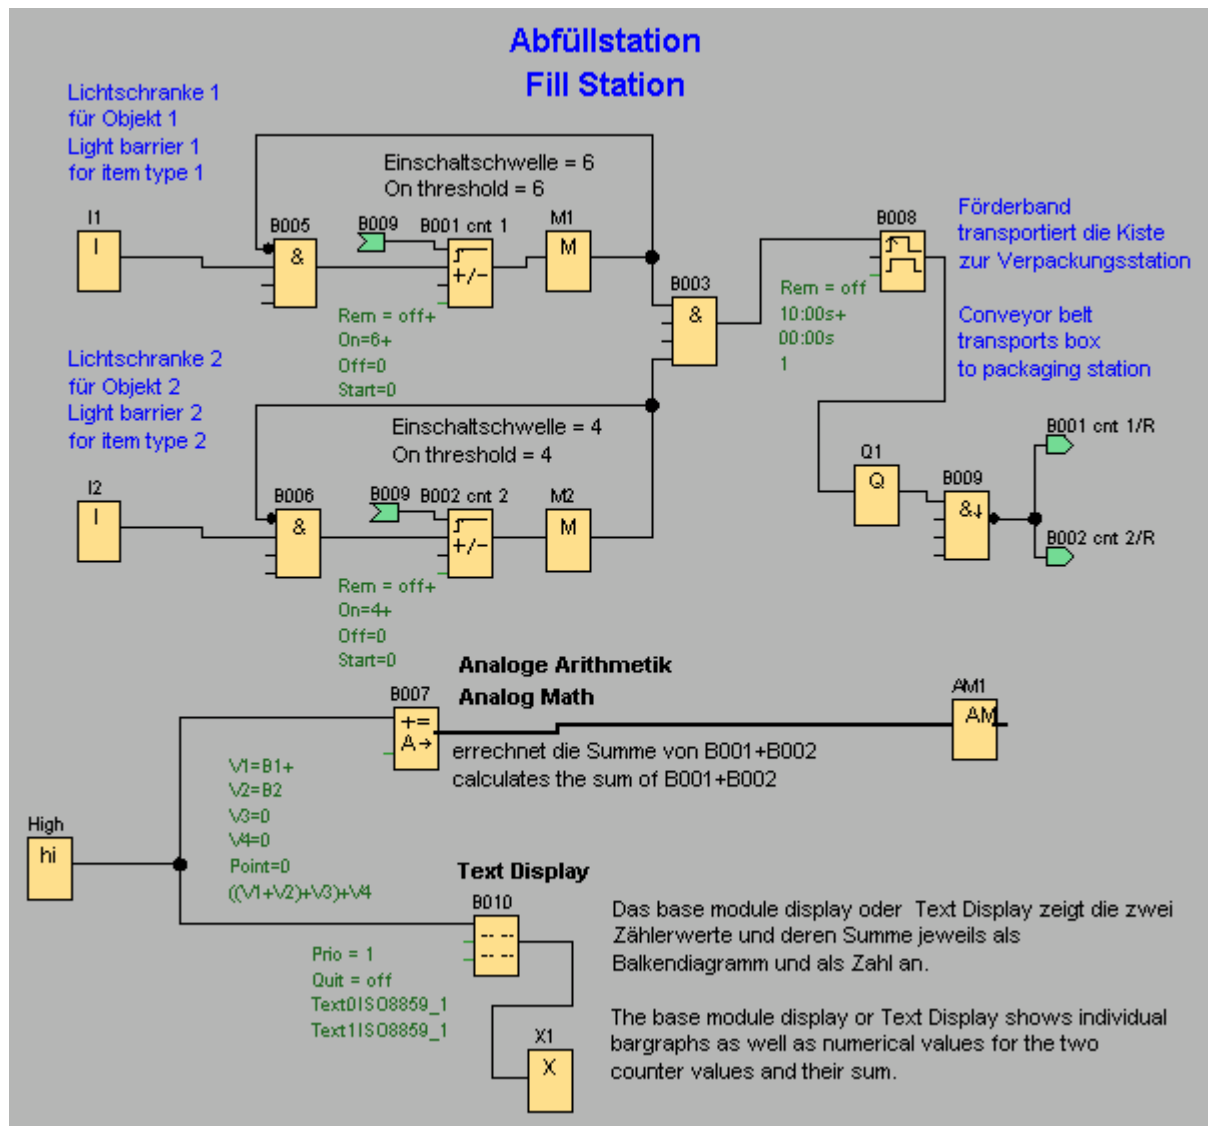 Abfüllstation
Fill Station
Lichtschranke 1
für Objekt 1
Light barrier 1
for item type 1
Einschaltschwelle = 6
On threshold = 6
I1
I
B005
&
B009
B001 cnt 1
+/−
M1
M
Rem = off+
On=6+
Off=0
Start=0
B003
&
B008
Rem = off
10:00s+
00:00s
1
Förderband
transportiert die Kiste
zur Verpackungsstation
Conveyor belt
transports box
to packaging station
Lichtschranke 2
für Objekt 2
Light barrier 2
for item type 2
Einschaltschwelle = 4
On threshold = 4
I2
I
B006
&
B009
B002 cnt 2
+/−
M2
M
Rem = off+
On=4+
Off=0
Start=0
Q1
Q
B009
&↓
B001 cnt 1/R
B002 cnt 2/R
Analoge Arithmetik
Analog Math
B007
+=
A→
errechnet die Summe von B001+B002
calculates the sum of B001+B002
AM1
AM
V1=B1+
V2=B2
V3=0
V4=0
Point=0
((V1+V2)+V3)+V4
High
hi
Text Display
B010
Prio = 1
Quit = off
Text0ISO8859_1
Text1ISO8859_1
X1
X
Das base module display oder Text Display zeigt die zwei
Zählerwerte und deren Summe jeweils als
Balkendiagramm und als Zahl an.
The base module display or Text Display shows individual
bargraphs as well as numerical values for the two
counter values and their sum.